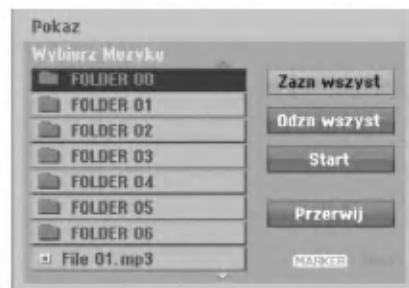 Pokaz
Wybierz Muzykę
FOLDER 00
FOLDER 01
FOLDER 02
FOLDER 03
FOLDER 04
FOLDER 05
FOLDER 06
File 01.mp3
Zazn wszyst
Odzn wszyst
Start
Przerwij
MARKER